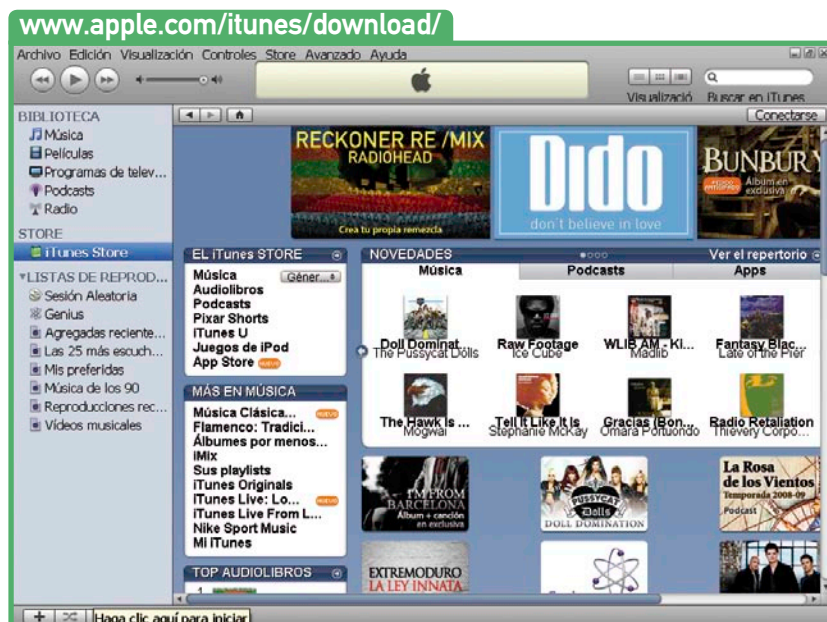 www.apple.com/itunes/download/
Archivo Edición Visualización Controles Store Avanzado Ayuda
Visualizació Buscar en iTunes
BIBLIOTECA
Música
Películas
Programas de telev...
Podcasts
Radio
STORE
iTunes Store
LISTAS DE REPROD...
Sesión Aleatoria
Genius
Agregadas reciente...
Las 25 más escuch...
Mis preferidas
Música de los 90
Reproducciones rec...
Vídeos musicales
Conectarse
RECKONER RE/MIX
RADIOHEAD
Crea tu propia remezcla
Dido
don't believe in love
BUNBURY
Álbum en
exclusiva
EL iTunes STORE
Música
Géner...
Audiolibros
Podcasts
Pixar Shorts
iTunes U
Juegos de iPod
App Store NUEVO
MÁS EN MÚSICA
Música Clásica... NUEVO
Flamenco: Tradici...
Álbumes por menos...
iMix
Sus playlists
iTunes Originals
iTunes Live: Lo... NUEVO
iTunes Live From L...
Nike Sport Music
Mi iTunes
TOP AUDIOLIBROS
1.
NOVEDADES Ver el repertorio
Música Podcasts Apps
Doll Dominat... Raw Footage WLIB AM - Ki... Fantasy Blac...
The Pussycat Dolls Ice Cube Madlib Late of the Pier
The Hawk Is ... Tell It Like It Is Gracias (Bon... Radio Retaliation
Mogwai Stephanie McKay Omara Portuondo Thievery Corpo...
I'M FROM
BARCELONA
Álbum + canción
en exclusiva
PUSSYCAT
Dolls
DOLL DOMINATION
La Rosa
de los Vientos
Temporada 2008-09
Podcast
EXTREMODURO
LA LEY INNATA
Haga clic aquí para iniciar